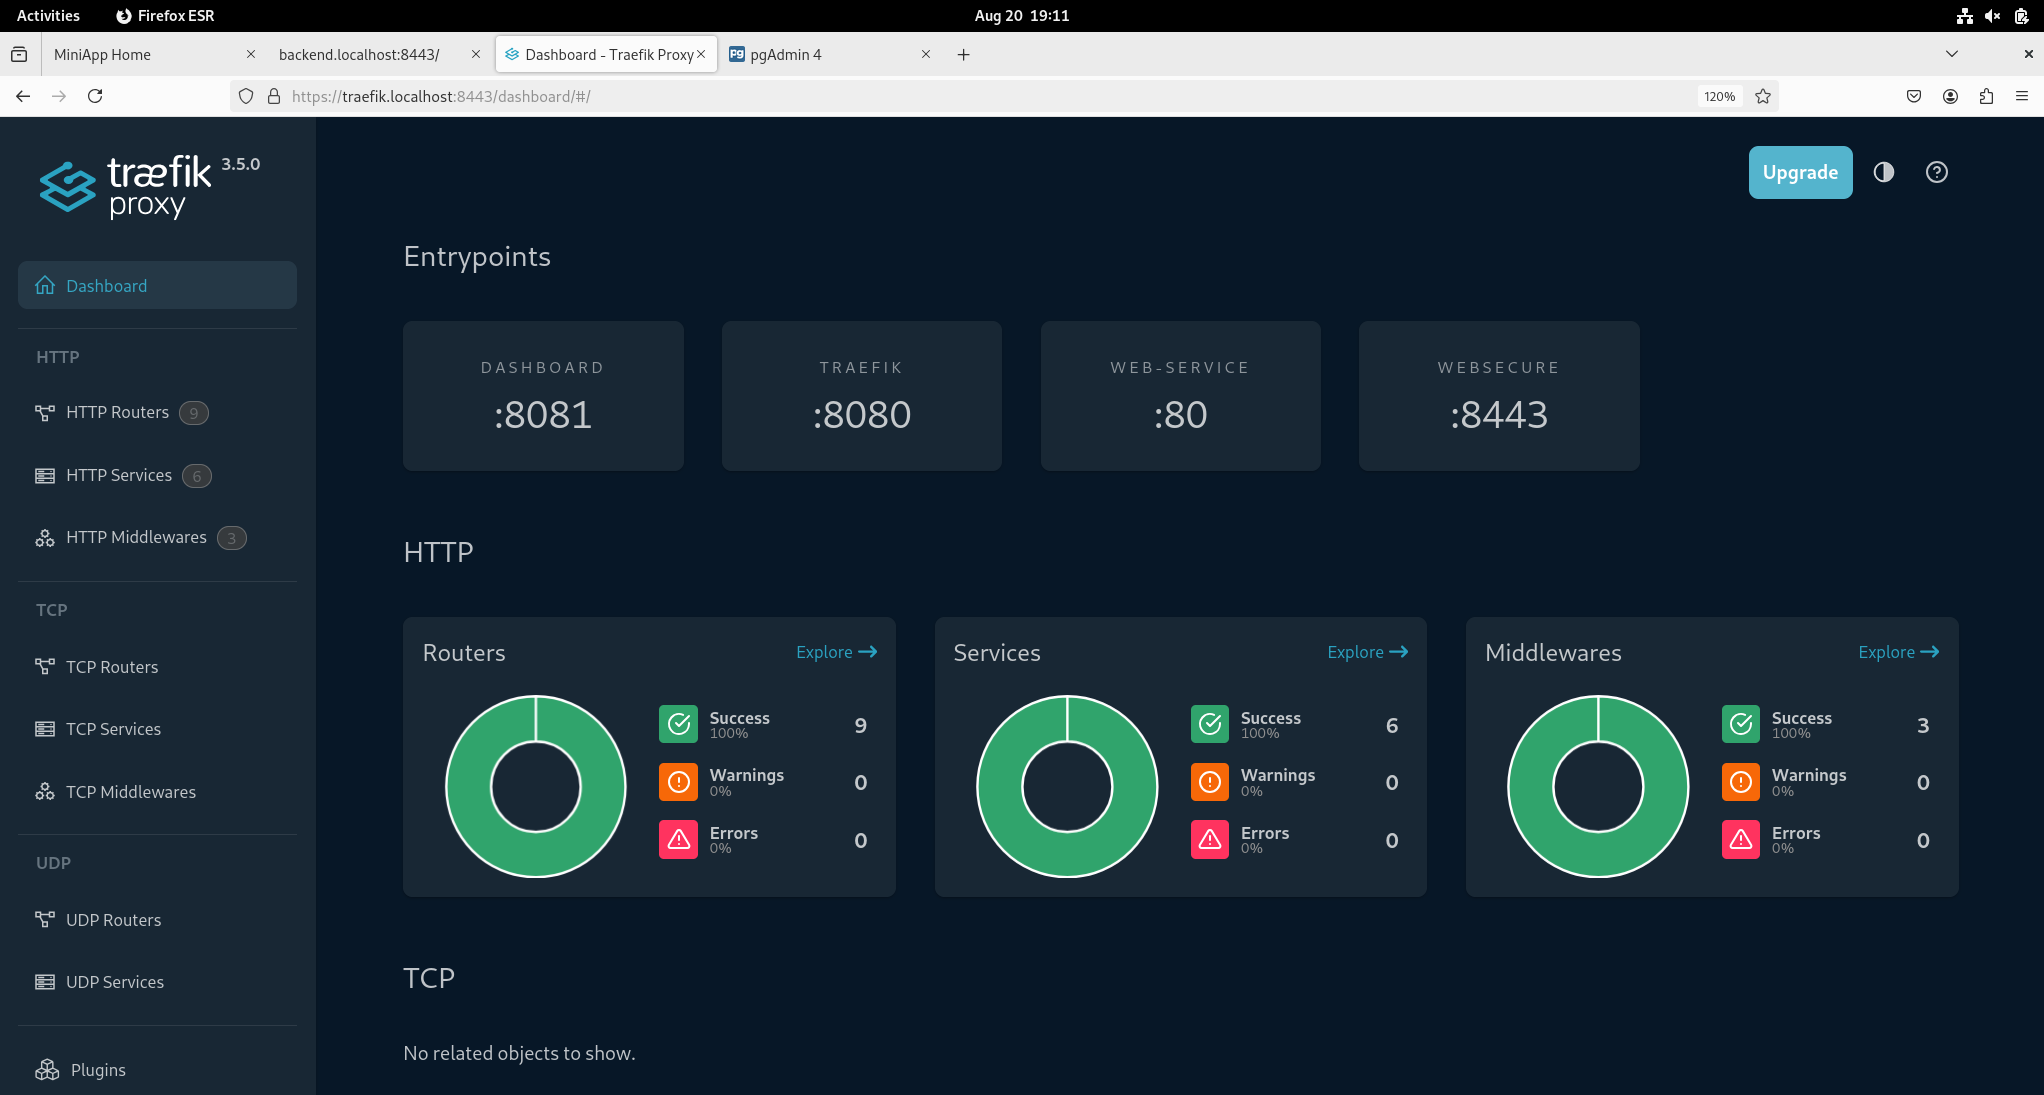 Activities Firefox ESR Aug 20 19:11
MiniApp Home backend.localhost:8443/ Dashboard - Traefik Proxy pgAdmin 4
https://traefik.localhost:8443/dashboard/#/ 120%
træfik 3.5.0
proxy
Upgrade
Dashboard
HTTP
HTTP Routers 9
HTTP Services 6
HTTP Middlewares 3
TCP
TCP Routers
TCP Services
TCP Middlewares
UDP
UDP Routers
UDP Services
Plugins
Entrypoints
DASHBOARD
:8081
TRAEFIK
:8080
WEB-SERVICE
:80
WEBSECURE
:8443
HTTP
Routers Explore
Success 9
100%
Warnings 0
0%
Errors 0
0%
Services Explore
Success 6
100%
Warnings 0
0%
Errors 0
0%
Middlewares Explore
Success 3
100%
Warnings 0
0%
Errors 0
0%
TCP
No related objects to show.